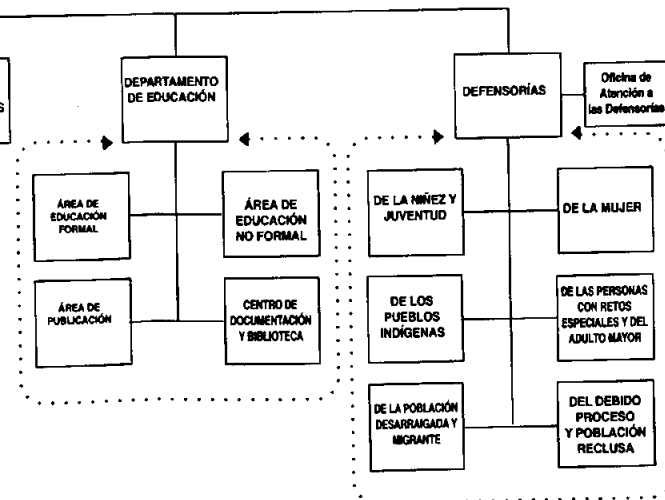 S
DEPARTAMENTO
DE EDUCACIÓN
DEFENSORÍAS
Oficina de
Atención a
las Defensorías
ÁREA DE
EDUCACIÓN
FORMAL
ÁREA DE
EDUCACIÓN
NO FORMAL
ÁREA DE
PUBLICACIÓN
CENTRO DE
DOCUMENTACIÓN
Y BIBLIOTECA
DE LA NIÑEZ Y
JUVENTUD
DE LA MUJER
DE LOS
PUEBLOS
INDÍGENAS
DE LAS PERSONAS
CON RETOS
ESPECIALES Y DEL
ADULTO MAYOR
DE LA POBLACIÓN
DESARRAIGADA Y
MIGRANTE
DEL DEBIDO
PROCESO
Y POBLACIÓN
RECLUSA